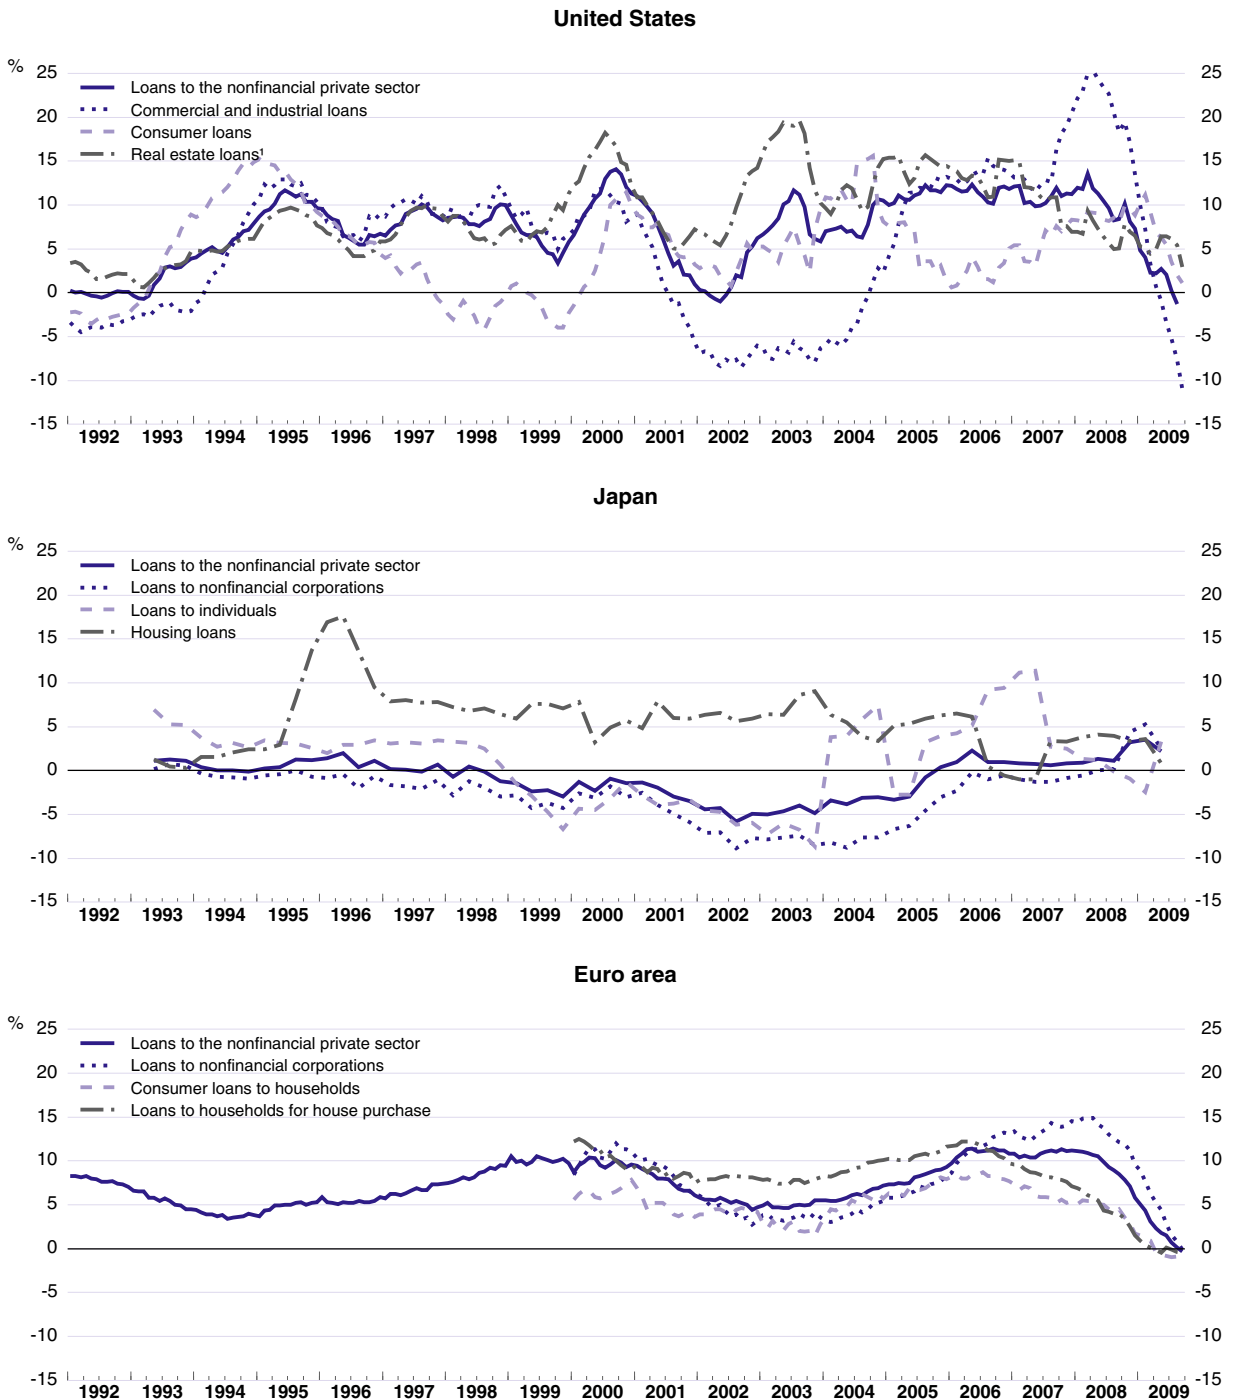 United States
%
25 25
Loans to the nonfinancial private sector
Commercial and industrial loans
20 20
Consumer loans
15 15
Real estate loans¹
10 10
5 5
0 0
-5 -5
-10 -10
-15 -15
1992 1993 1994 1995 1996 1997 1998 1999 2000 2001 2002 2003 2004 2005 2006 2007 2008 2009
Japan
%
25 25
Loans to the nonfinancial private sector
Loans to nonfinancial corporations
20 20
Loans to individuals
15 15
Housing loans
10 10
5 5
0 0
-5 -5
-10 -10
-15 -15
1992 1993 1994 1995 1996 1997 1998 1999 2000 2001 2002 2003 2004 2005 2006 2007 2008 2009
Euro area
%
25 25
Loans to the nonfinancial private sector
Loans to nonfinancial corporations
20 20
Consumer loans to households
15 15
Loans to households for house purchase
10 10
5 5
0 0
-5 -5
-10 -10
-15 -15
1992 1993 1994 1995 1996 1997 1998 1999 2000 2001 2002 2003 2004 2005 2006 2007 2008 2009